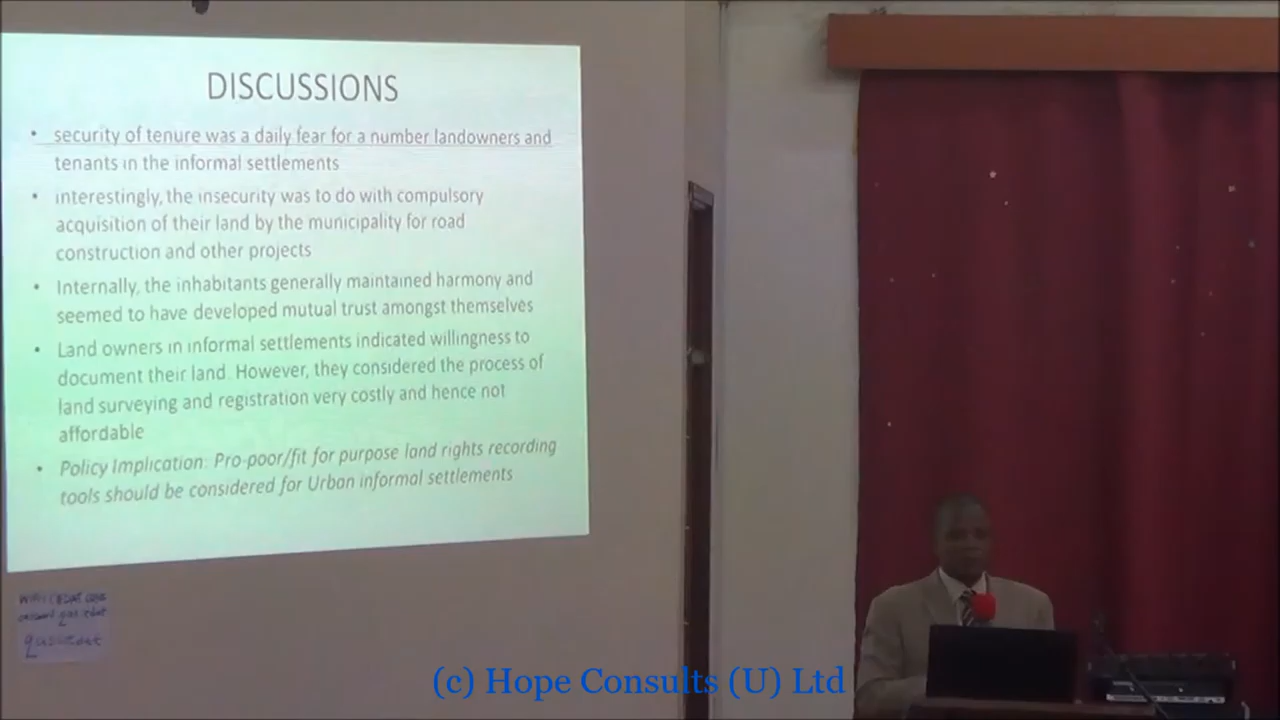 DISCUSSIONS
• security of tenure was a daily fear for a number landowners and
tenants in the informal settlements
• interestingly, the insecurity was to do with compulsory
acquisition of their land by the municipality for road
construction and other projects
• Internally, the inhabitants generally maintained harmony and
seemed to have developed mutual trust amongst themselves
• Land owners in informal settlements indicated willingness to
document their land. However, they considered the process of
land surveying and registration very costly and hence not
affordable
• Policy Implication: Pro-poor/fit for purpose land rights recording
tools should be considered for Urban informal settlements
(c) Hope Consults (U) Ltd